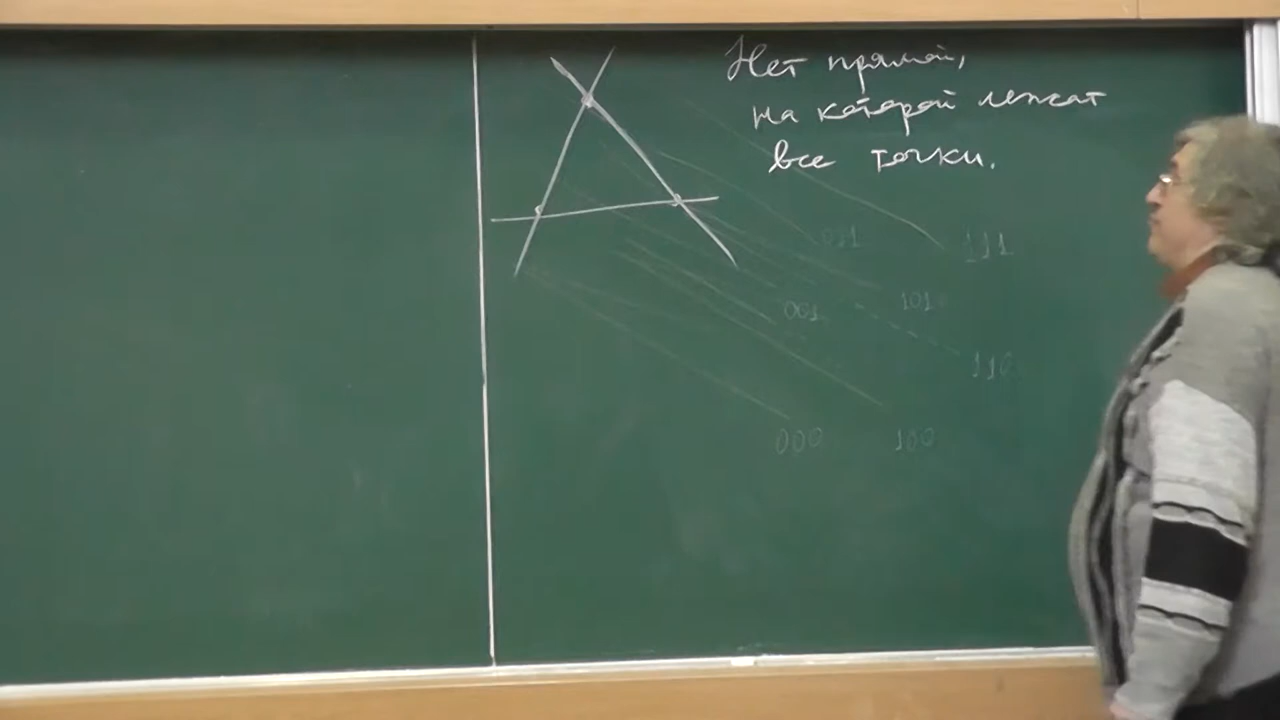 Нет прямой,
на которой лежат
все точки.
011 111
001 101
110
000 100